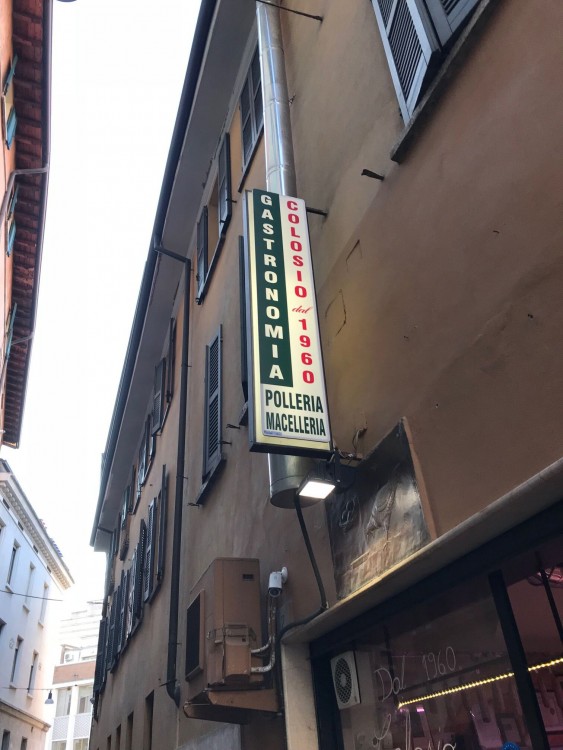 GASTRONOMIA
COLOSIO dal 1960
POLLERIA
MACELLERIA
Dal 1960